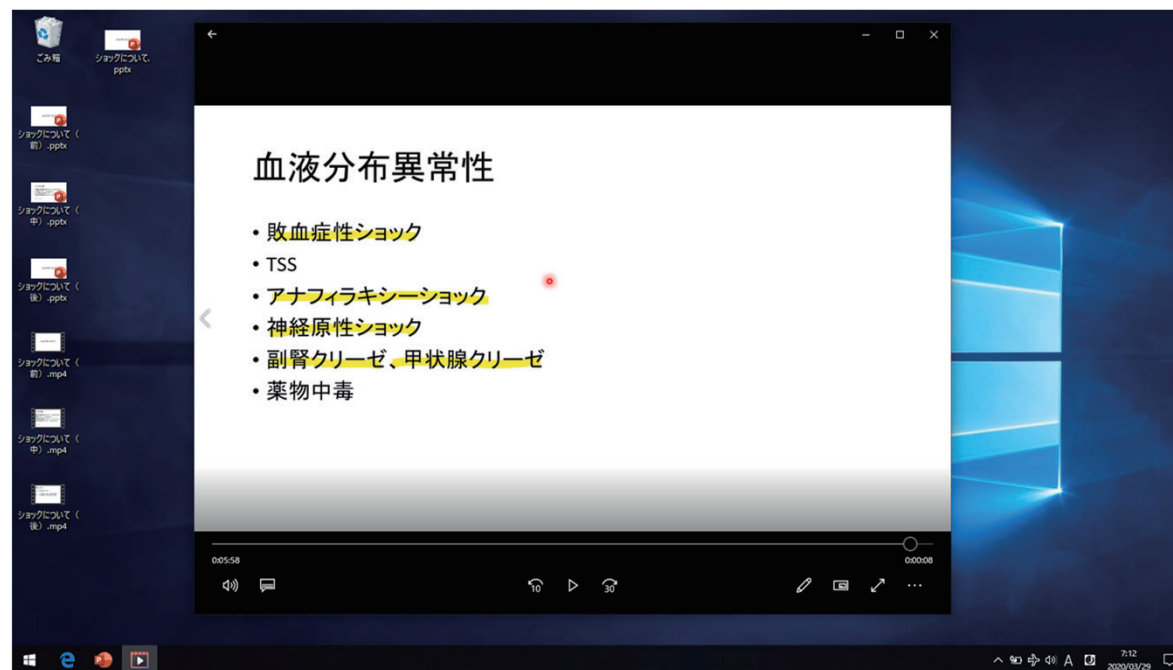 ごみ箱
ショックについて.
pptx
ショックについて（
前）.pptx
ショックについて（
中）.pptx
ショックについて（
後）.pptx
ショックについて（
前）.mp4
ショックについて（
中）.mp4
ショックについて（
後）.mp4
血液分布異常性
• 敗血症性ショック
• TSS
• アナフィラキシーショック
• 神経原性ショック
• 副腎クリーゼ、甲状腺クリーゼ
• 薬物中毒
0:05:58
0:00:08
10
30
A
7:12
2020/03/29